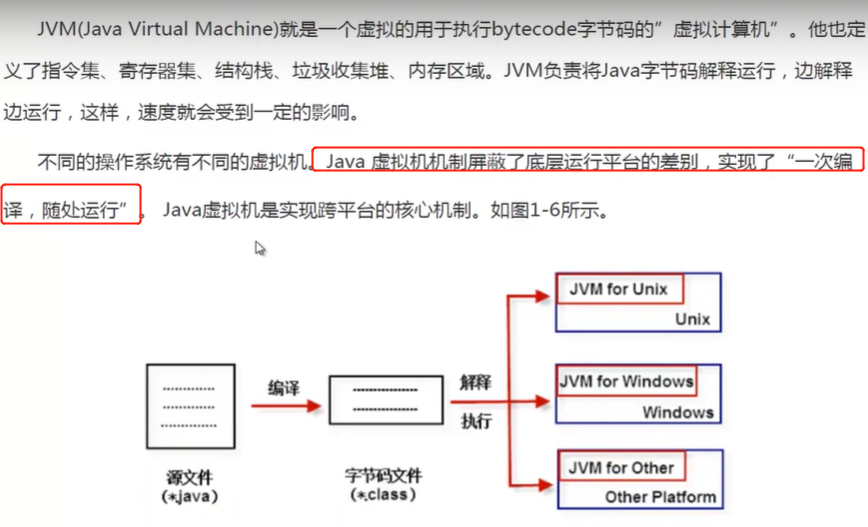 JVM(Java Virtual Machine)就是一个虚拟的用于执行bytecode字节码的”虚拟计算机”。他也定
义了指令集、寄存器集、结构栈、垃圾收集堆、内存区域。JVM负责将Java字节码解释运行，边解释
边运行，这样，速度就会受到一定的影响。
不同的操作系统有不同的虚拟机。Java 虚拟机机制屏蔽了底层运行平台的差别，实现了“一次编
译，随处运行”。 Java虚拟机是实现跨平台的核心机制。如图1-6所示。
JVM for Unix
Unix
编译
解释
执行
JVM for Windows
Windows
源文件
(*.java)
字节码文件
(*.class)
JVM for Other
Other Platform